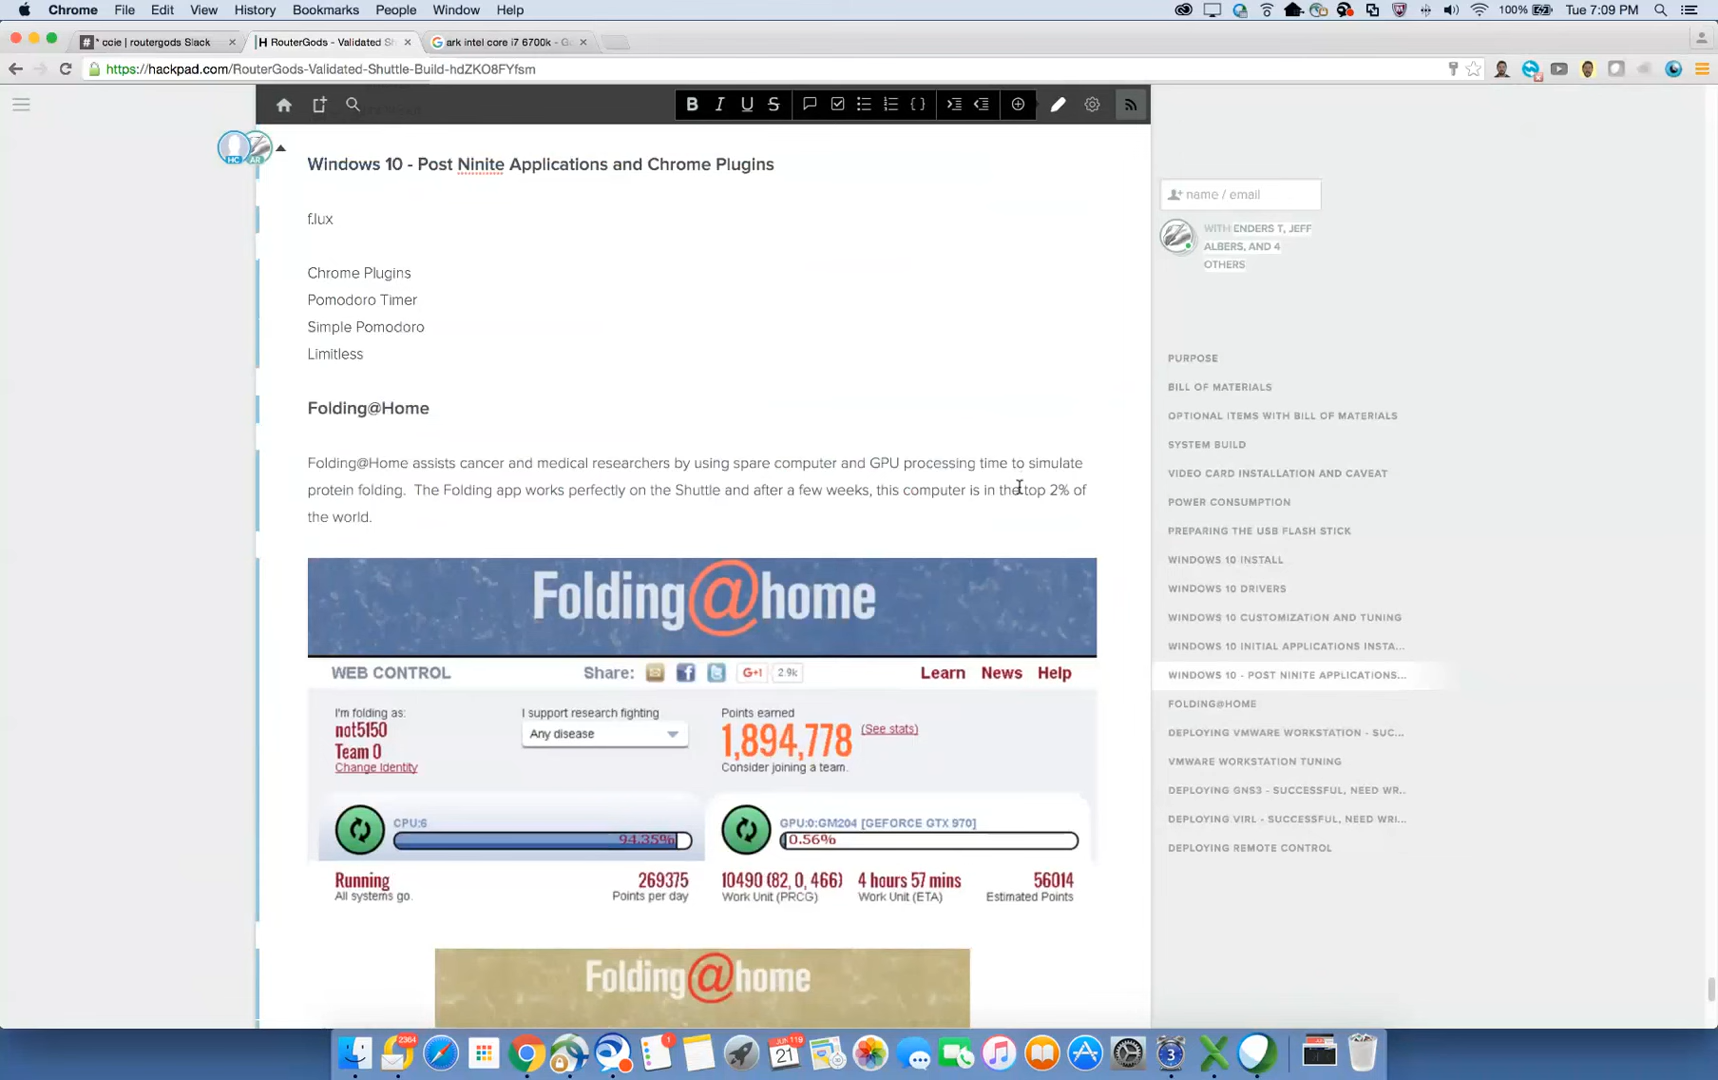 Chrome File Edit View History Bookmarks People Window Help
100% Tue 7:09 PM
* ccie | routergods Slack
RouterGods - Validated Sh
ark intel core i7 6700k - G
https://hackpad.com/RouterGods-Validated-Shuttle-Build-hdZKO8FYfsm
B I U S { }
HC AR
Windows 10 - Post Ninite Applications and Chrome Plugins
f.lux
Chrome Plugins
Pomodoro Timer
Simple Pomodoro
Limitless
Folding@Home
Folding@Home assists cancer and medical researchers by using spare computer and GPU processing time to simulate
protein folding. The Folding app works perfectly on the Shuttle and after a few weeks, this computer is in the top 2% of
the world.
Folding@home
WEB CONTROL Share: G+1 2.9k Learn News Help
I'm folding as:
not5150
Team 0
Change Identity
I support research fighting
Any disease
Points earned
1,894,778 (See stats)
Consider joining a team.
CPU:6
94.35%
GPU:0:GM204 [GEFORCE GTX 970]
0.56%
Running
All systems go.
269375
Points per day
10490 (82, 0, 466)
Work Unit (PRCG)
4 hours 57 mins
Work Unit (ETA)
56014
Estimated Points
Folding@home
name / email
WITH ENDERS T, JEFF
ALBERS, AND 4
OTHERS
PURPOSE
BILL OF MATERIALS
OPTIONAL ITEMS WITH BILL OF MATERIALS
SYSTEM BUILD
VIDEO CARD INSTALLATION AND CAVEAT
POWER CONSUMPTION
PREPARING THE USB FLASH STICK
WINDOWS 10 INSTALL
WINDOWS 10 DRIVERS
WINDOWS 10 CUSTOMIZATION AND TUNING
WINDOWS 10 INITIAL APPLICATIONS INSTA...
WINDOWS 10 - POST NINITE APPLICATIONS...
FOLDING@HOME
DEPLOYING VMWARE WORKSTATION - SUC...
VMWARE WORKSTATION TUNING
DEPLOYING GNS3 - SUCCESSFUL, NEED WR..
DEPLOYING VIRL - SUCCESSFUL, NEED WRI...
DEPLOYING REMOTE CONTROL
2364
1
21
3